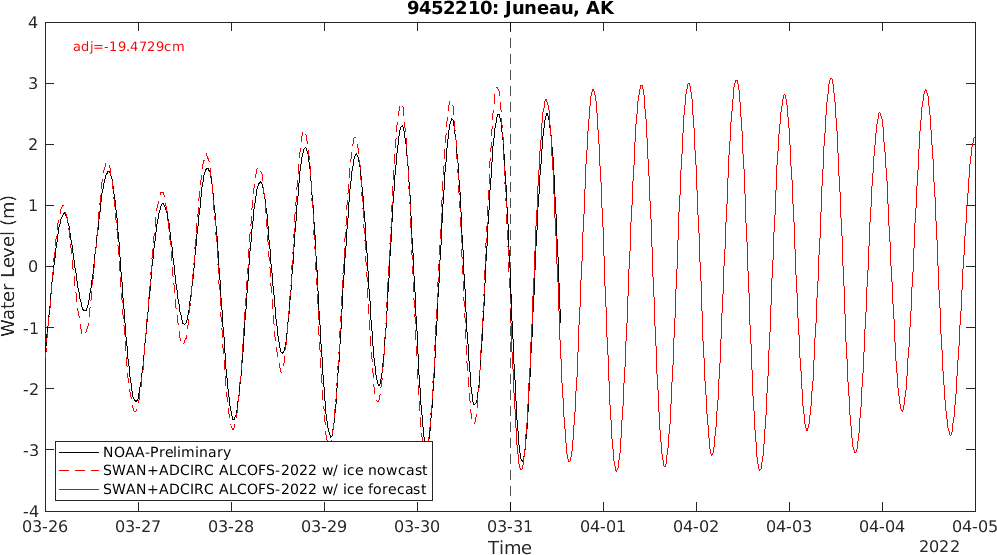 9452210: Juneau, AK
adj=-19.4729cm
Water Level (m)
4
3
2
1
0
-1
-2
-3
-4
NOAA-Preliminary
SWAN+ADCIRC ALCOFS-2022 w/ ice nowcast
SWAN+ADCIRC ALCOFS-2022 w/ ice forecast
03-26 03-27 03-28 03-29 03-30 03-31 04-01 04-02 04-03 04-04 04-05
Time
2022